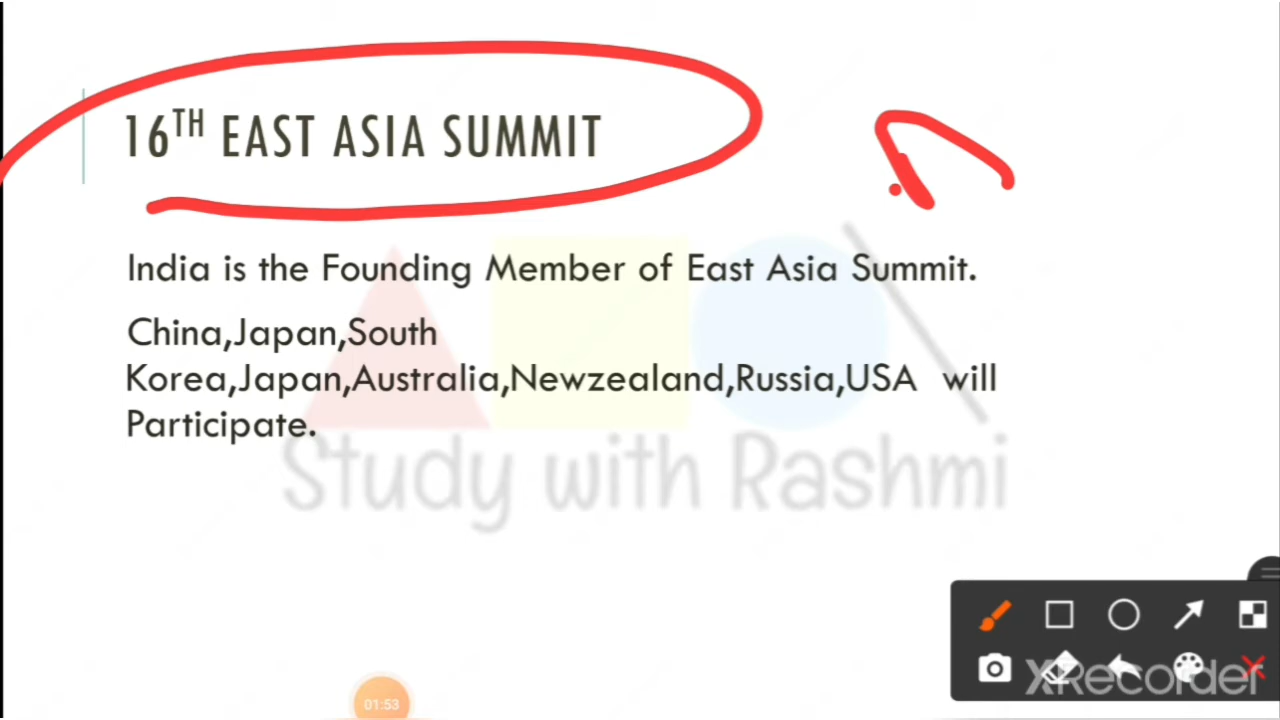 16TH EAST ASIA SUMMIT
India is the Founding Member of East Asia Summit.
China,Japan,South
Korea,Japan,Australia,Newzealand,Russia,USA will
Participate.
Study with Rashmi
XRecorder
01:53